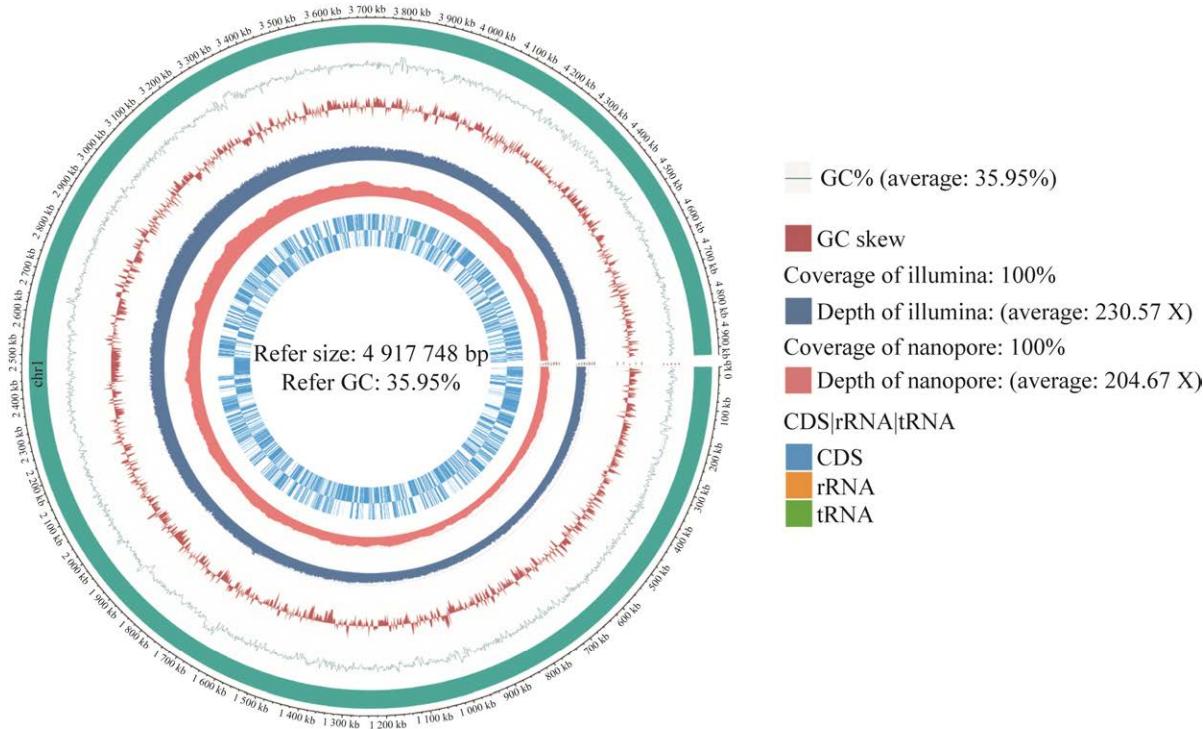 0
100 kb
200 kb
300 kb
400 kb
500 kb
600 kb
700 kb
800 kb
900 kb
1 000 kb
1 100 kb
1 200 kb
1 300 kb
1 400 kb
1 500 kb
1 600 kb
1 700 kb
1 800 kb
1 900 kb
2 000 kb
2 100 kb
2 200 kb
2 300 kb
2 400 kb
2 500 kb
2 600 kb
2 700 kb
2 800 kb
2 900 kb
3 000 kb
3 100 kb
3 200 kb
3 300 kb
3 400 kb
3 500 kb
3 600 kb
3 700 kb
3 800 kb
3 900 kb
4 000 kb
4 100 kb
4 200 kb
4 300 kb
4 400 kb
4 500 kb
4 600 kb
4 700 kb
4 800 kb
4 900 kb
chr1
Refer size: 4 917 748 bp
Refer GC: 35.95%
GC% (average: 35.95%)
GC skew
Coverage of illumina: 100%
Depth of illumina: (average: 230.57 X)
Coverage of nanopore: 100%
Depth of nanopore: (average: 204.67 X)
CDS|rRNA|tRNA
CDS
rRNA
tRNA